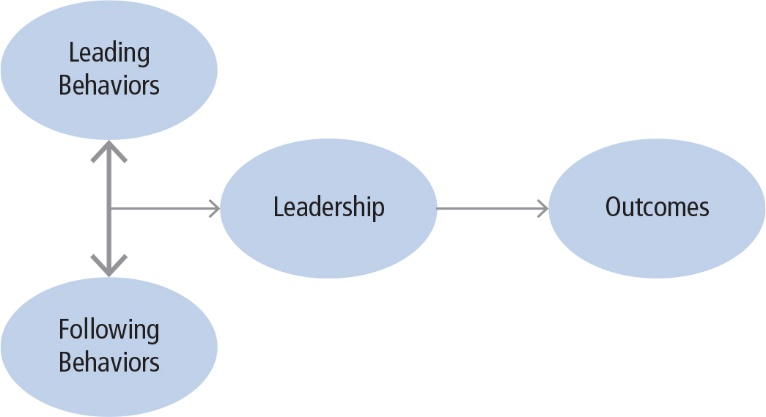 Leading
Behaviors
Leadership
Outcomes
Following
Behaviors